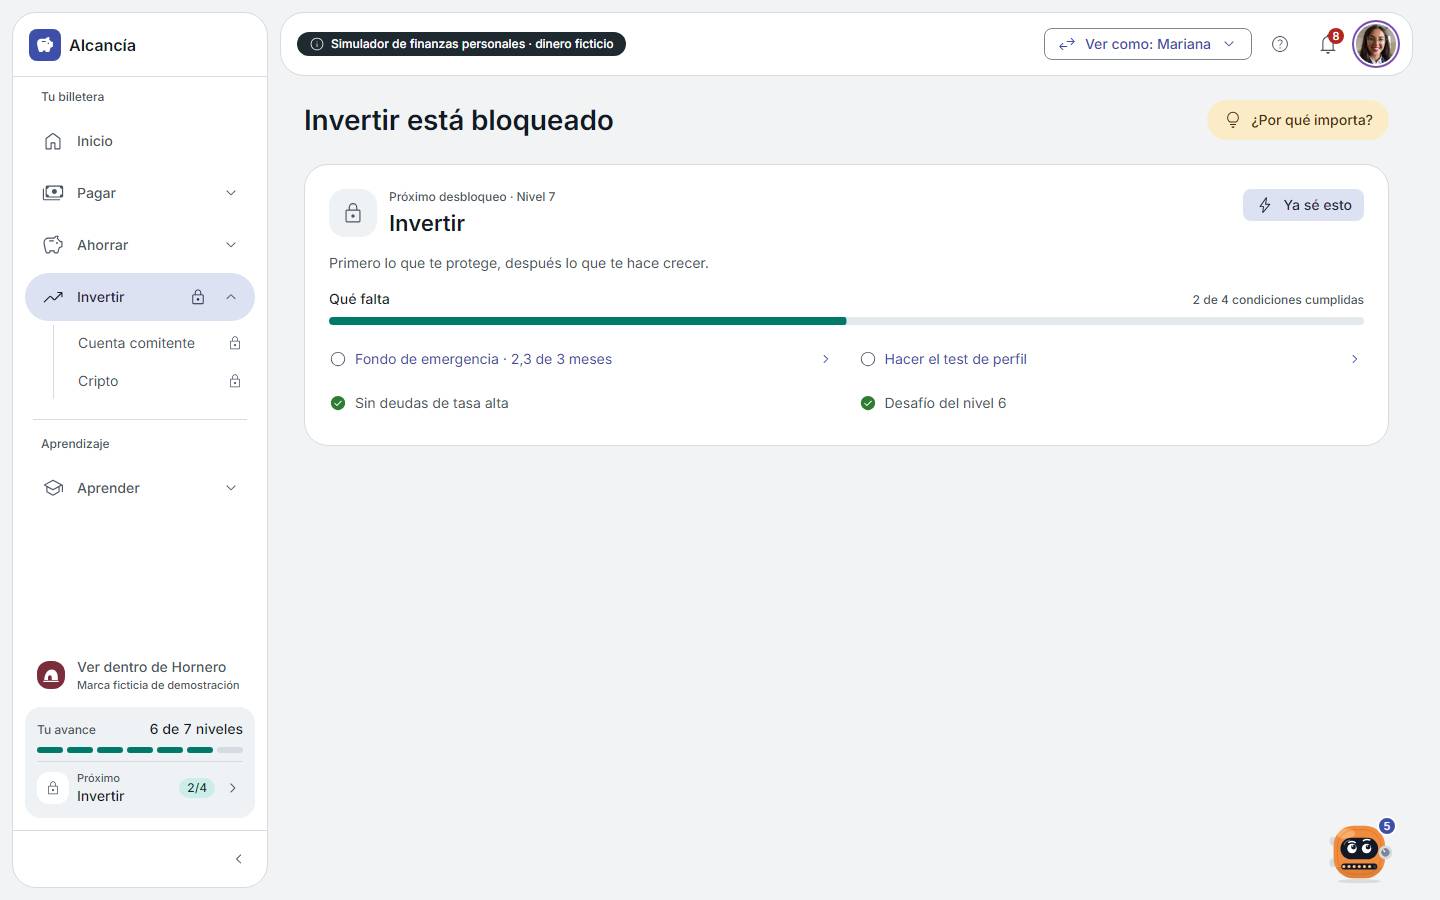 Alcancía
Simulador de finanzas personales · dinero ficticio
Ver como: Mariana
8
Tu billetera
Inicio
Pagar
Ahorrar
Invertir
Cuenta comitente
Cripto
Aprendizaje
Aprender
Ver dentro de Hornero
Marca ficticia de demostración
Tu avance
6 de 7 niveles
Próximo
Invertir
2/4
Invertir está bloqueado
¿Por qué importa?
Próximo desbloqueo · Nivel 7
Invertir
Ya sé esto
Primero lo que te protege, después lo que te hace crecer.
Qué falta
2 de 4 condiciones cumplidas
Fondo de emergencia · 2,3 de 3 meses
Hacer el test de perfil
Sin deudas de tasa alta
Desafío del nivel 6
5